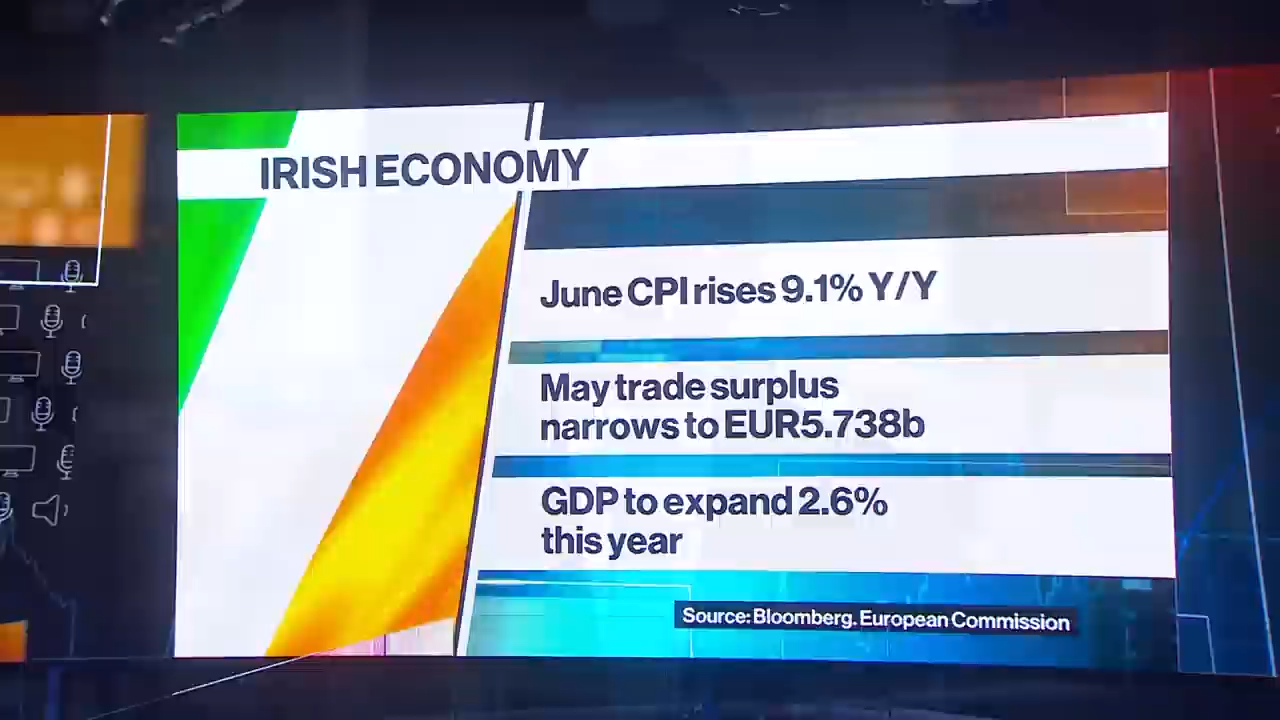 IRISH ECONOMY
June CPI rises 9.1% Y/Y
May trade surplus
narrows to EUR5.738b
GDP to expand 2.6%
this year
Source: Bloomberg. European Commission